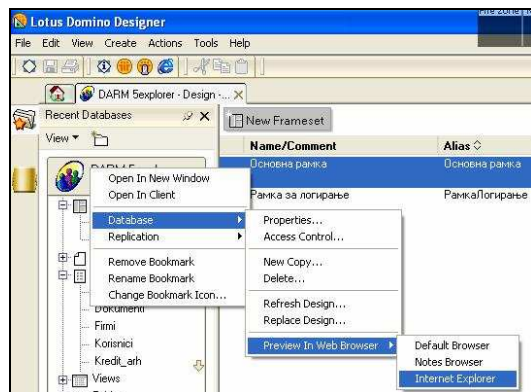 Lotus Domino Designer
File Edit View Create Actions Tools Help
DARM 5explorer - Design -...
Recent Databases
View
New Frameset
Name/Comment Alias
Основна рамка Основна рамка
Рамка за логирање РамкаЛогирање
Open In New Window
Open In Client
Database
Replication
Remove Bookmark
Rename Bookmark
Change Bookmark Icon...
Properties...
Access Control...
New Copy...
Delete...
Refresh Design...
Replace Design...
Preview In Web Browser
Default Browser
Notes Browser
Internet Explorer
Firmi
Korisnici
Kredit_arh
Views